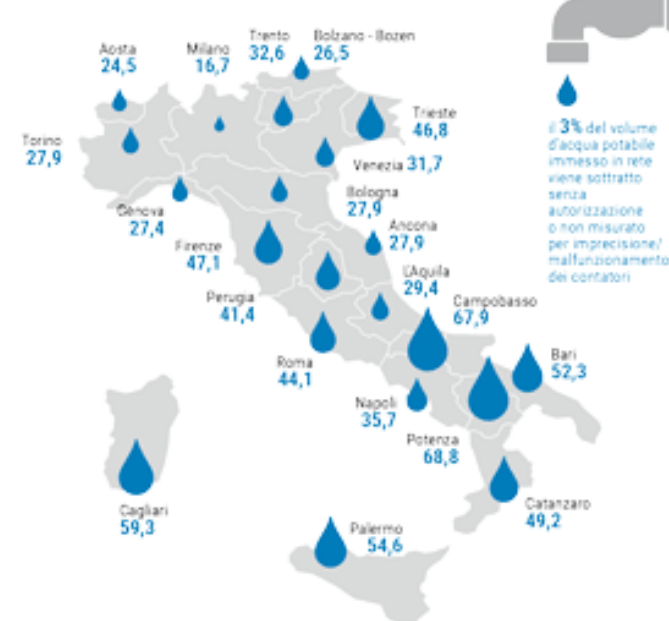 Trento
32,6
Bolzano - Bozen
26,5
Aosta
24,5
Milano
16,7
Trieste
46,8
Torino
27,9
Venezia 31,7
Bologna
27,9
Genova
27,4
Ancona
27,9
Firenze
47,1
L'Aquila
29,4
Perugia
41,4
Campobasso
67,9
Roma
44,1
Bari
52,3
Napoli
35,7
Potenza
68,8
Cagliari
59,3
Catanzaro
49,2
Palermo
54,6
il 3% del volume
d'acqua potabile
immesso in rete
viene sottratto
senza
autorizzazione
o non misurato
per imprecisione/
malfunzionamento
dei contatori